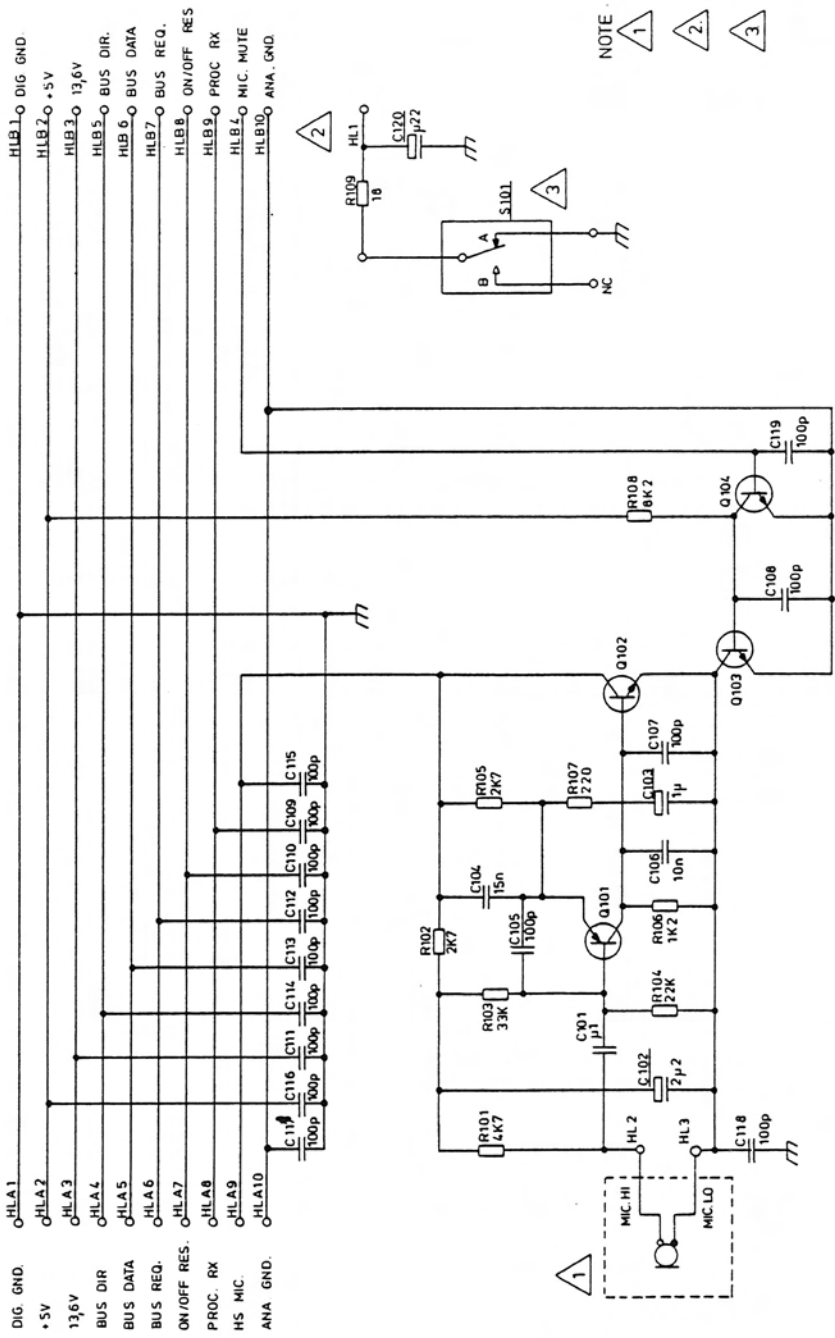 DIG. GND. HLA1
+5V HLA2
13,6V HLA3
BUS DIR HLA4
BUS DATA HLA5
BUS REQ. HLA6
ON/OFF RES. HLA7
PROC. RX HLA8
HS MIC. HLA9
ANA GND. HLA10
HLB1 DIG GND.
HLB2 +5V
HLB3 13,6V
HLB5 BUS DIR.
HLB6 BUS DATA
HLB7 BUS REQ.
HLB8 ON/OFF RES
HLB9 PROC RX
HLB4 MIC. MUTE
HLB10 ANA. GND.
C117
100p
C116
100p
C111
100p
C114
100p
C113
100p
C112
100p
C110
100p
C109
100p
C115
100p
R109
18
HL1
2
C120
µ22
S101
A
B
3
NC
NOTE
1
2
3
1
MIC. HI
MIC. LO
HL2
HL3
R101
4K7
C118
100p
C102
2µ2
C101
µ1
R102
2K7
R103
33K
R104
22K
C104
15n
C105
100p
Q101
R106
1K2
C106
10n
R105
2K7
R107
220
C103
1µ
C107
100p
Q102
Q103
C108
100p
R108
8K2
Q104
C119
100p